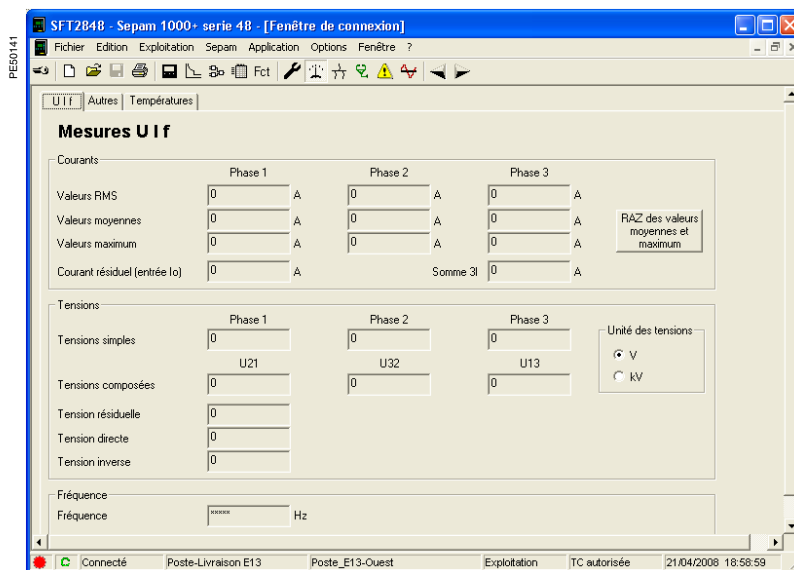 PE50141
SFT2848 - Sepam 1000+ serie 48 - [Fenêtre de connexion]
Fichier Edition Exploitation Sepam Application Options Fenêtre ?
Fct
U I f Autres Températures
Mesures U I f
Courants
Phase 1 Phase 2 Phase 3
Valeurs RMS 0 A 0 A 0 A
Valeurs moyennes 0 A 0 A 0 A
Valeurs maximum 0 A 0 A 0 A
RAZ des valeurs
moyennes et
maximum
Courant résiduel (entrée Io) 0 A Somme 3I 0 A
Tensions
Phase 1 Phase 2 Phase 3
Tensions simples 0 0 0
U21 U32 U13
Tensions composées 0 0 0
Tension résiduelle 0
Tension directe 0
Tension inverse 0
Unité des tensions
V
kV
Fréquence
Fréquence ***** Hz
Connecté Poste-Livraison E13 Poste_E13-Ouest Exploitation TC autorisée 21/04/2008 18:58:59